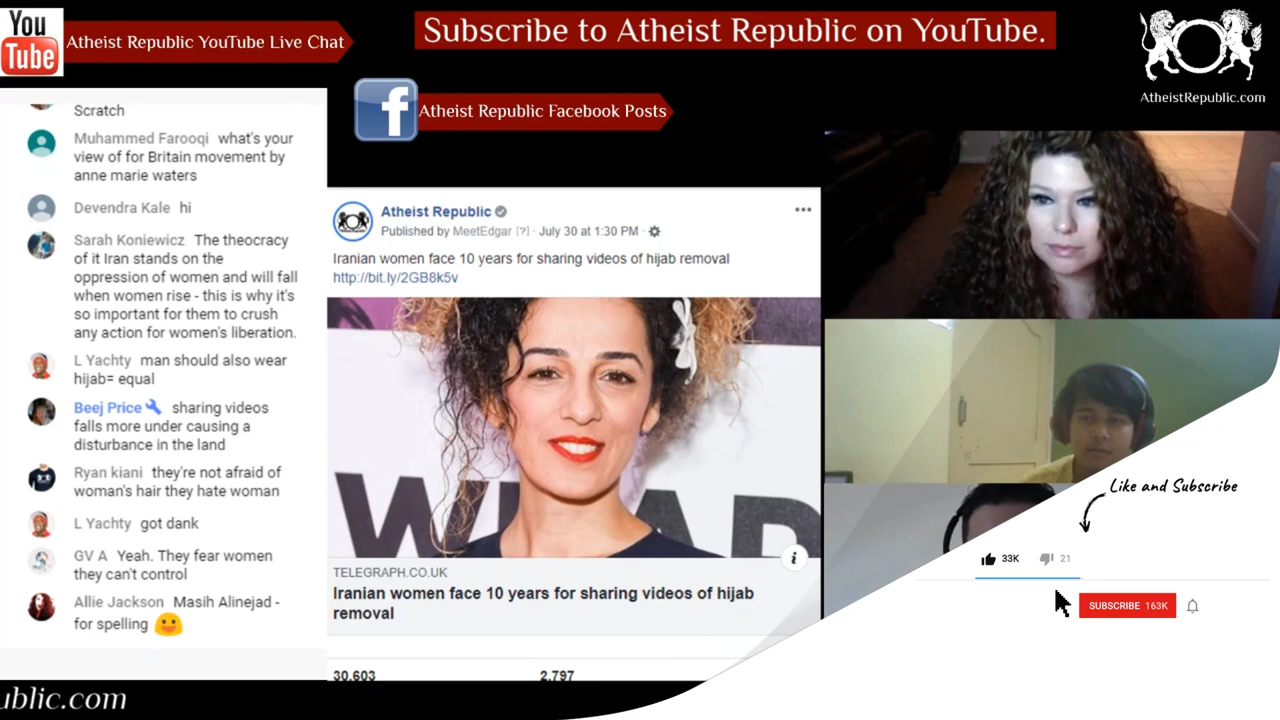 You
Tube
Atheist Republic YouTube Live Chat
Subscribe to Atheist Republic on YouTube.
AtheistRepublic.com
f
Atheist Republic Facebook Posts
Scratch
Muhammed Farooqi what's your
view of for Britain movement by
anne marie waters
Devendra Kale hi
Sarah Koniewicz The theocracy
of it Iran stands on the
oppression of women and will fall
when women rise - this is why it's
so important for them to crush
any action for women's liberation.
L Yachty man should also wear
hijab= equal
Beej Price sharing videos
falls more under causing a
disturbance in the land
Ryan kiani they're not afraid of
woman's hair they hate woman
L Yachty got dank
GV A Yeah. They fear women
they can't control
Allie Jackson Masih Alinejad -
for spelling
Atheist Republic
Published by MeetEdgar [?] · July 30 at 1:30 PM ·
Iranian women face 10 years for sharing videos of hijab removal
http://bit.ly/2GB8k5v
i
TELEGRAPH.CO.UK
Iranian women face 10 years for sharing videos of hijab
removal
30,603 2,797
Like and Subscribe
33K 21
SUBSCRIBE 163K
ublic.com